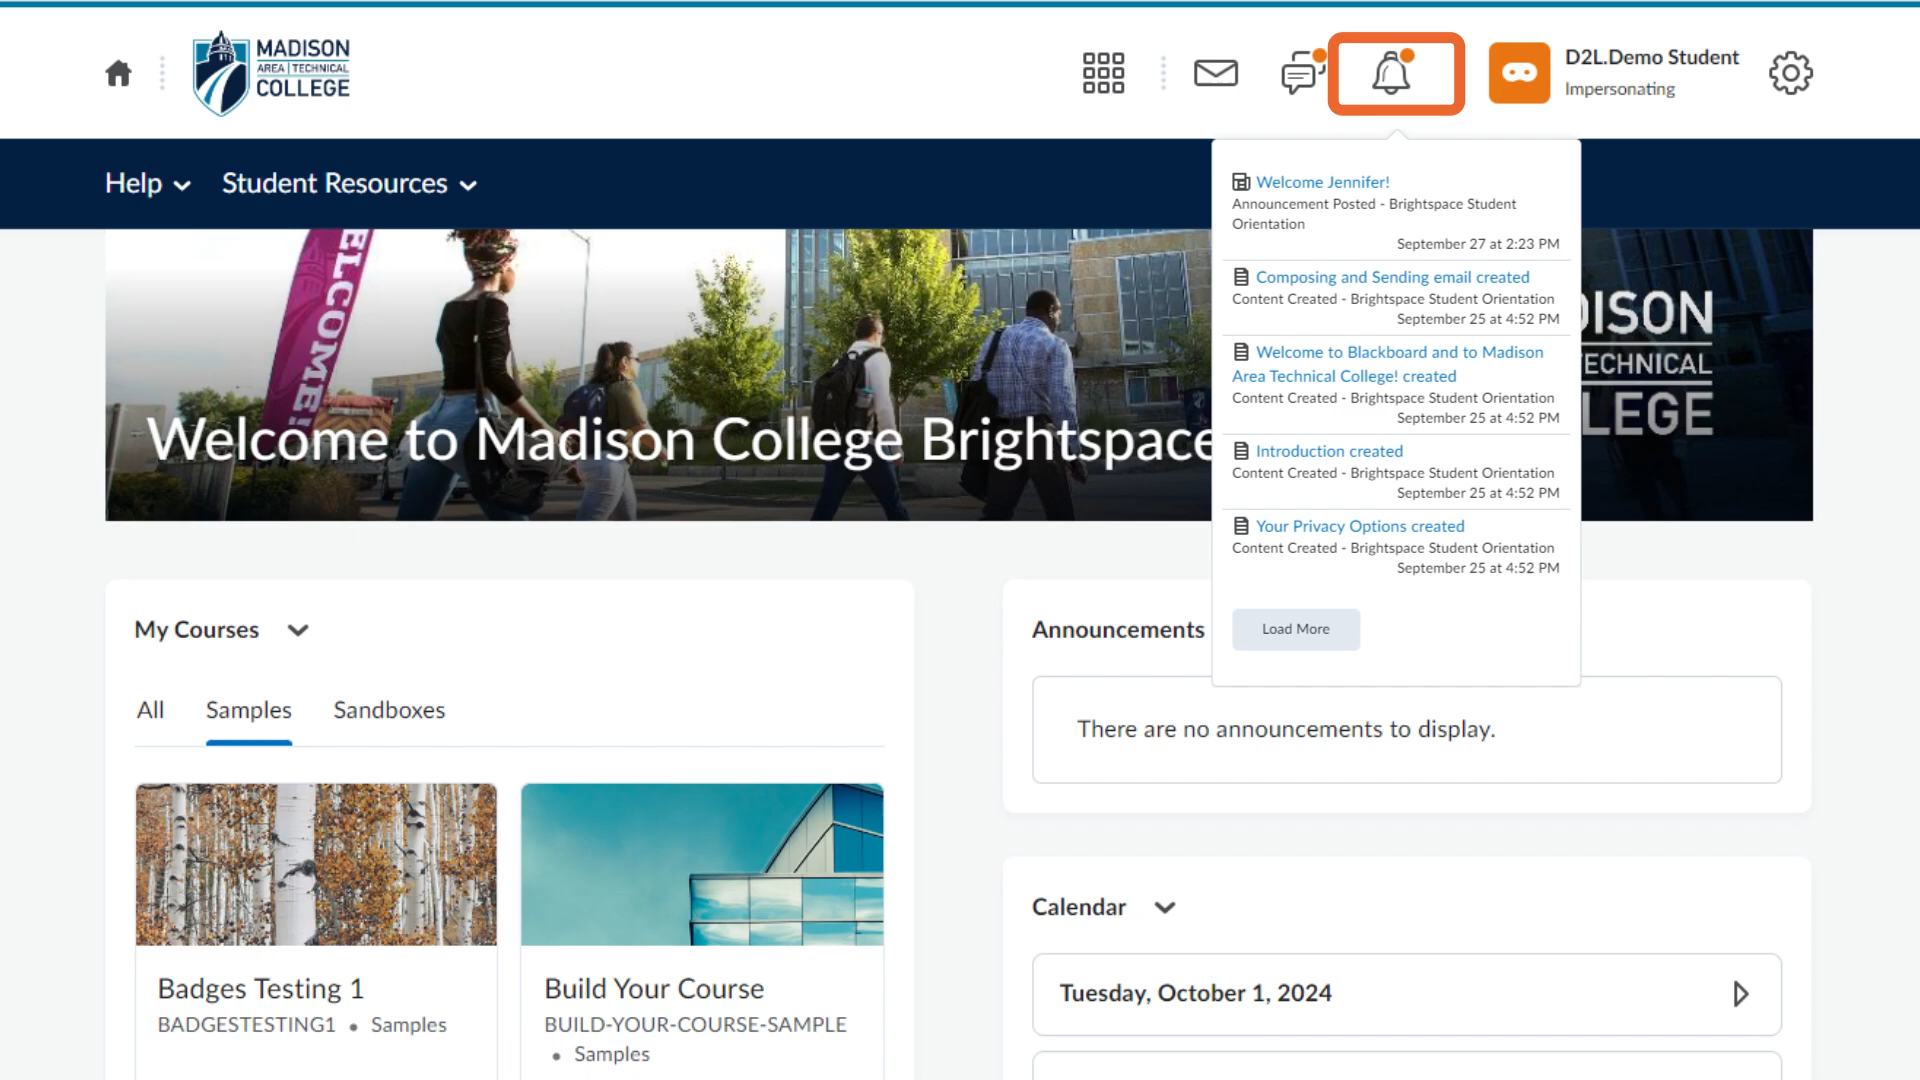 MADISON
AREA | TECHNICAL
COLLEGE
D2L.Demo Student
Impersonating
Help
Student Resources
Welcome Jennifer!
Announcement Posted - Brightspace Student
Orientation
September 27 at 2:23 PM
Composing and Sending email created
Content Created - Brightspace Student Orientation
September 25 at 4:52 PM
Welcome to Blackboard and to Madison
Area Technical College! created
Content Created - Brightspace Student Orientation
September 25 at 4:52 PM
Introduction created
Content Created - Brightspace Student Orientation
September 25 at 4:52 PM
Your Privacy Options created
Content Created - Brightspace Student Orientation
September 25 at 4:52 PM
Load More
ELCOME!
DISON
ECHNICAL
LEGE
Welcome to Madison College Brightspace
My Courses
All
Samples
Sandboxes
Badges Testing 1
BADGESTESTING1 • Samples
Build Your Course
BUILD-YOUR-COURSE-SAMPLE
• Samples
Announcements
There are no announcements to display.
Calendar
Tuesday, October 1, 2024